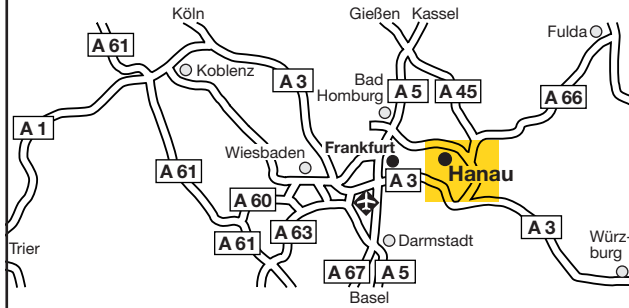 Köln
Gießen
Kassel
A 61
Fulda
Koblenz
A 3
Bad
Homburg
A 5
A 45
A 66
A 1
Wiesbaden
Frankfurt
Hanau
A 61
A 3
A 60
A 63
A 61
Darmstadt
A 3
Trier
Würz-
burg
A 67
A 5
Basel